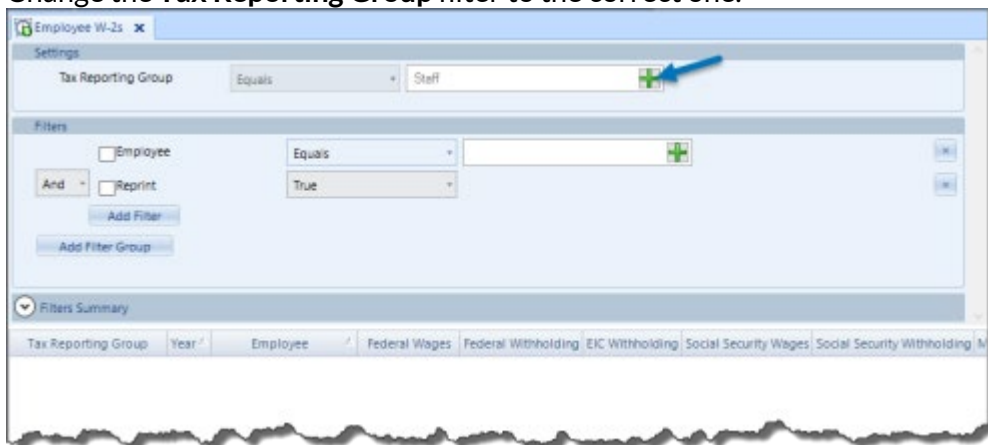 Change the Tax Reporting Group filter to the correct one.
Employee W-2s
Settings
Tax Reporting Group Equals Staff
Filters
Employee Equals
And Reprint True
Add Filter
Add Filter Group
Filters Summary
Tax Reporting Group Year Employee Federal Wages Federal Withholding EIC Withholding Social Security Wages Social Security Withholding M